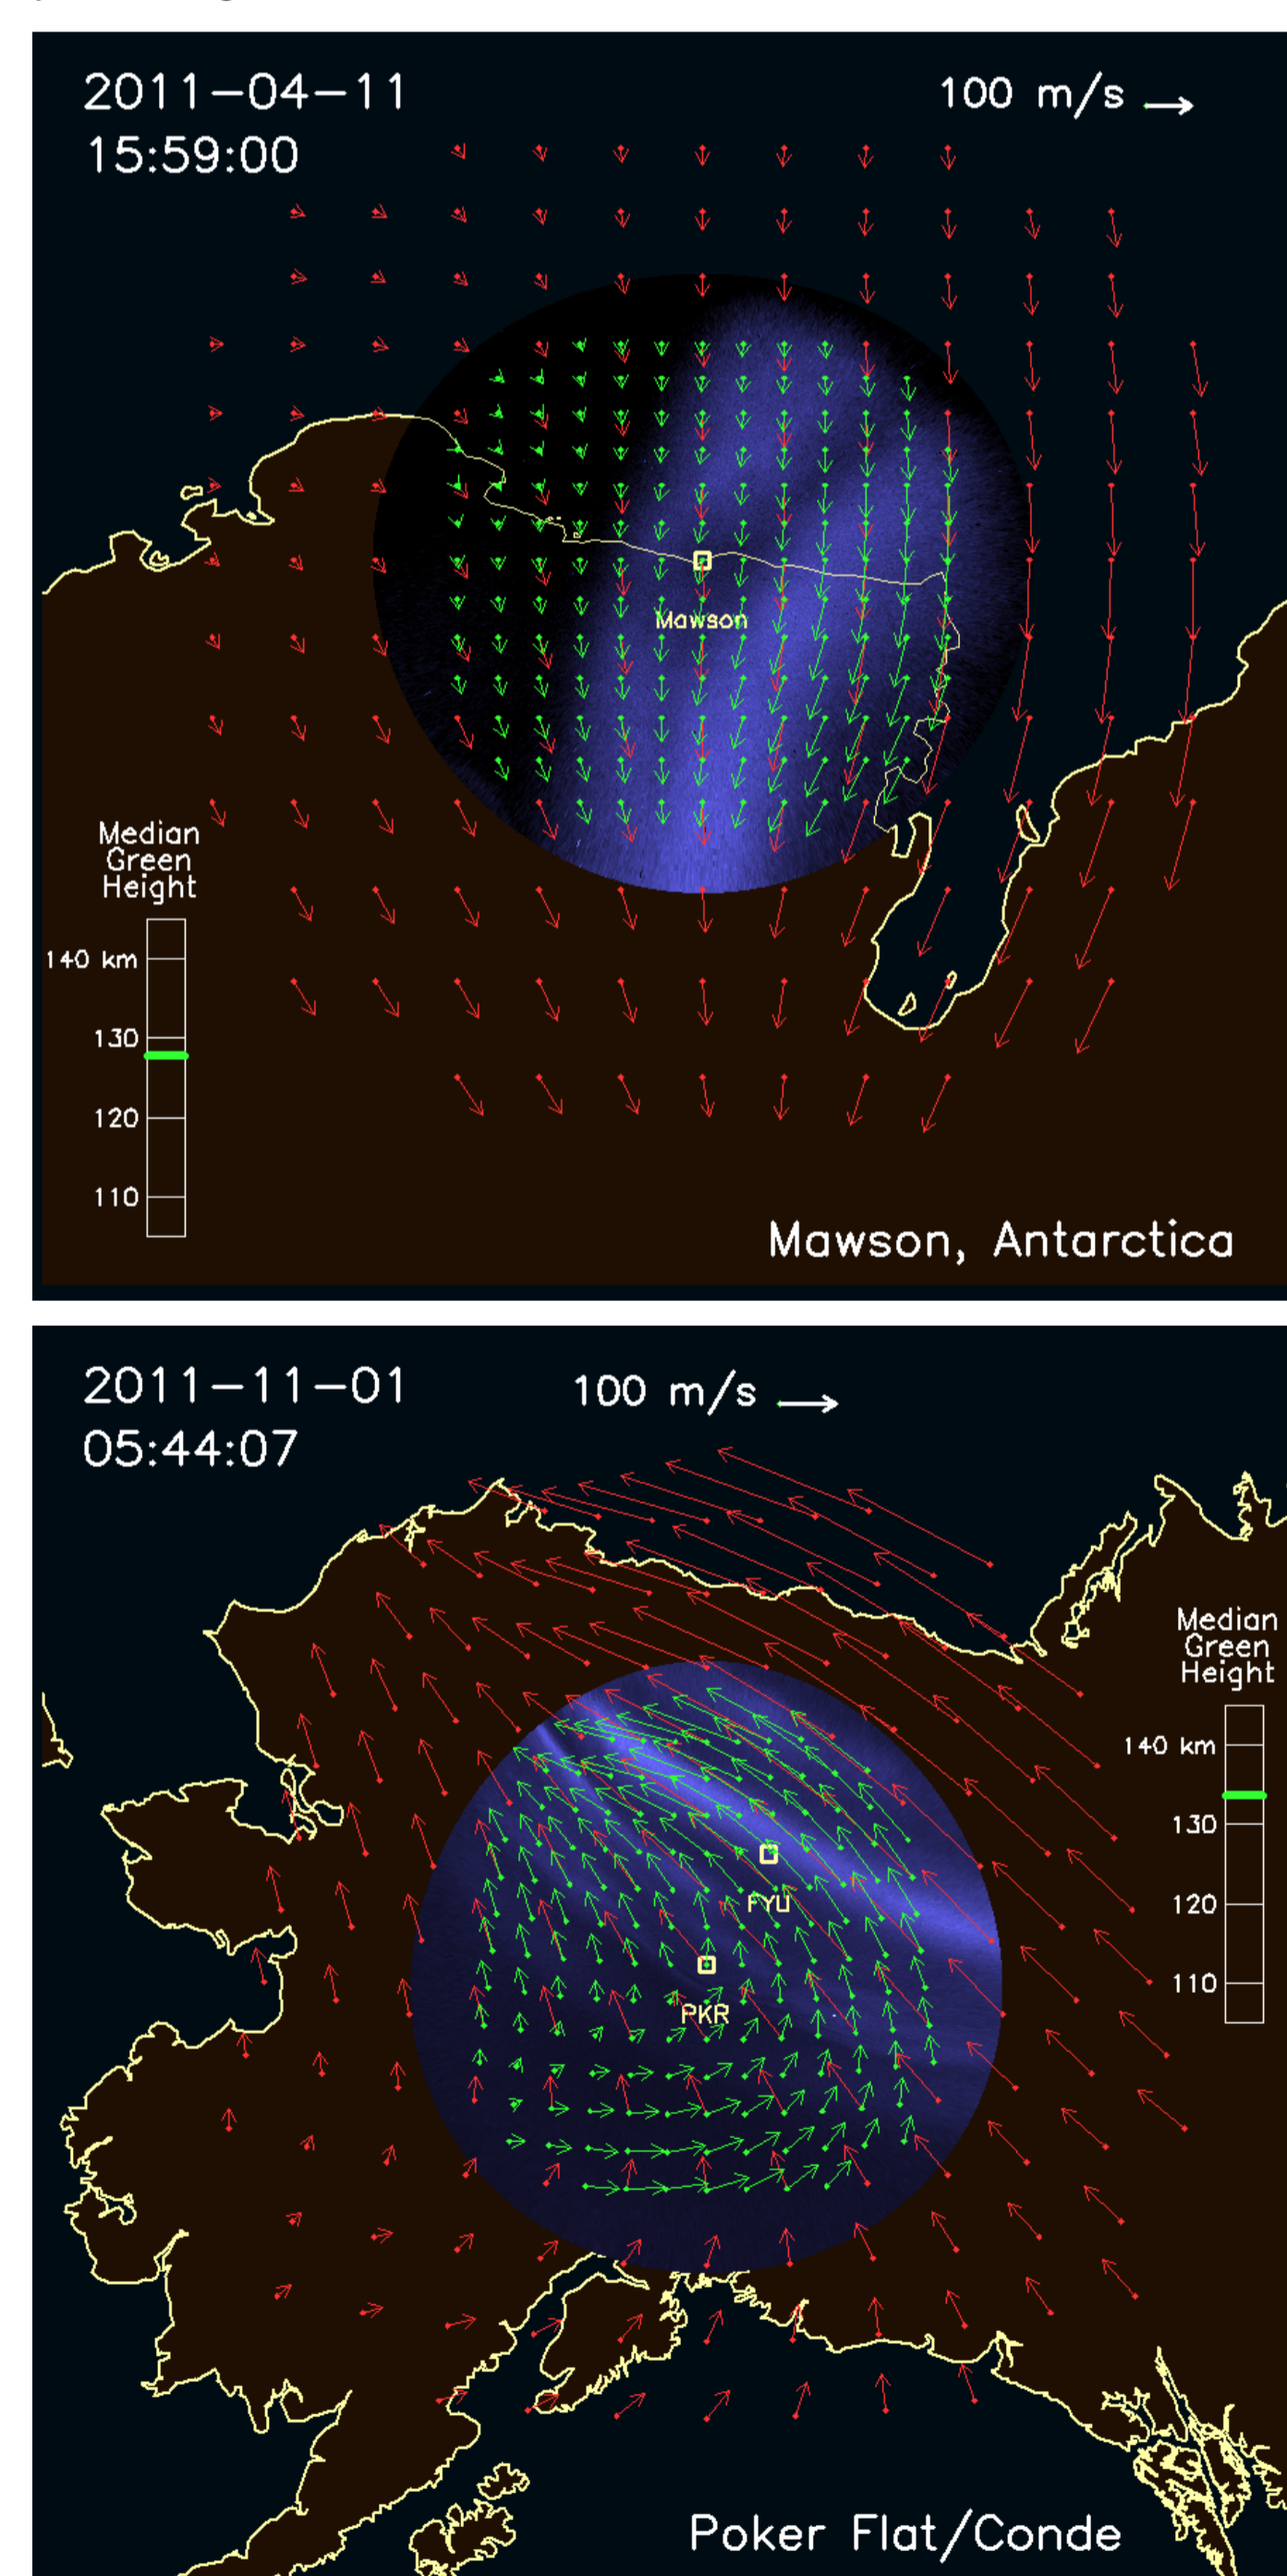 2011-04-11
100 m/s
15:59:00
Mawson
Median
Green
Height
140 km
130
120
110
Mawson, Antarctica
2011-11-01
100 m/s
05:44:07
Median
Green
Height
140 km
130
120
110
FYU
PKR
Poker Flat/Conde